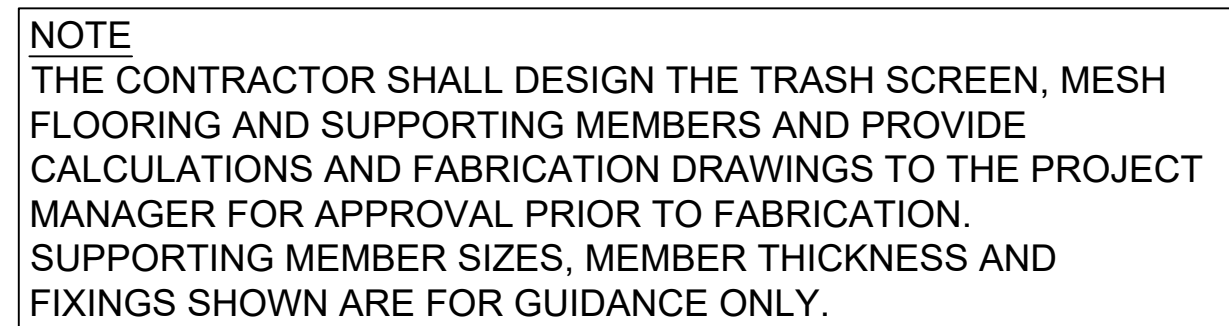 NOTE
THE CONTRACTOR SHALL DESIGN THE TRASH SCREEN, MESH
FLOORING AND SUPPORTING MEMBERS AND PROVIDE
CALCULATIONS AND FABRICATION DRAWINGS TO THE PROJECT
MANAGER FOR APPROVAL PRIOR TO FABRICATION.
SUPPORTING MEMBER SIZES, MEMBER THICKNESS AND
FIXINGS SHOWN ARE FOR GUIDANCE ONLY.